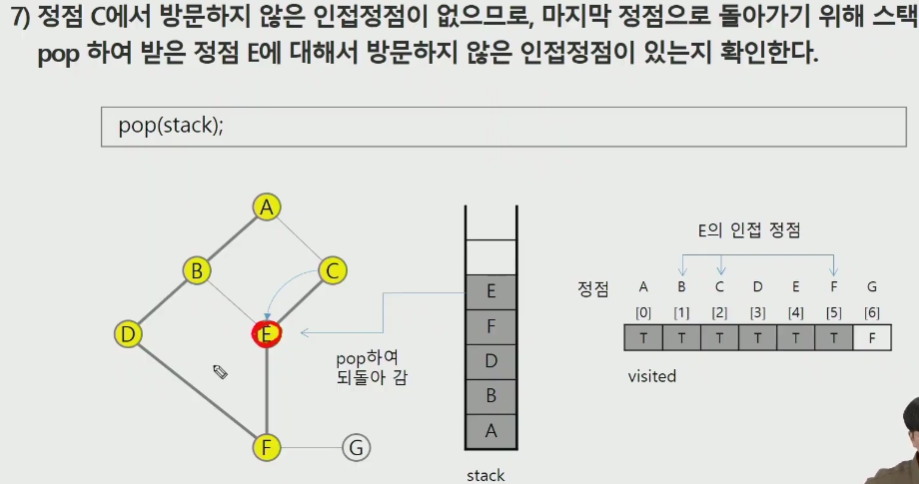 7) 정점 C에서 방문하지 않은 인접정점이 없으므로, 마지막 정점으로 돌아가기 위해 스택
pop 하여 받은 정점 E에 대해서 방문하지 않은 인접정점이 있는지 확인한다.
pop(stack);
A
B
C
D
E
F
G
pop하여
되돌아 감
E
F
D
B
A
stack
E의 인접 정점
정점 A B C D E F G
[0] [1] [2] [3] [4] [5] [6]
T T T T T T F
visited